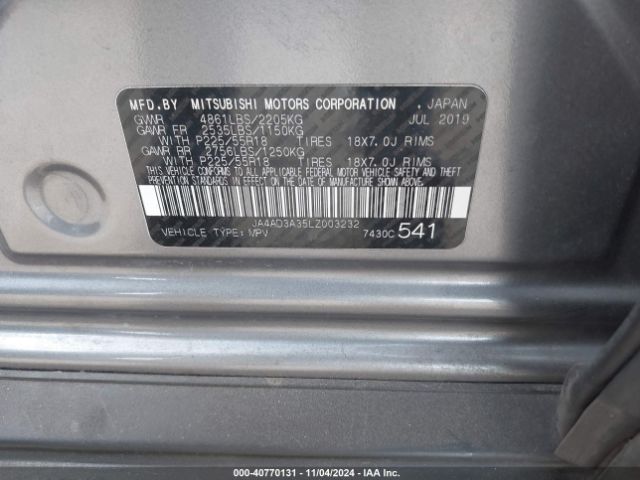 MFD.BY MITSUBISHI MOTORS CORPORATION . JAPAN
GVWR 4861LBS/2205KG JUL 2019
GAWR FR 2535LBS/1150KG
WITH P225/55R18 TIRES 18X7.0J RIMS
GAWR RR 2756LBS/1250KG
WITH P225/55R18 TIRES 18X7.0J RIMS
THIS VEHICLE CONFORMS TO ALL APPLICABLE FEDERAL MOTOR VEHICLE SAFETY AND THEFT
PREVENTION STANDARDS IN EFFECT ON THE DATE OF MANUFACTURE SHOWN ABOVE.
JA4AD3A35LZ003232
VEHICLE TYPE: MPV 7430C 541
000-40770131 - 11/04/2024 - IAA Inc.